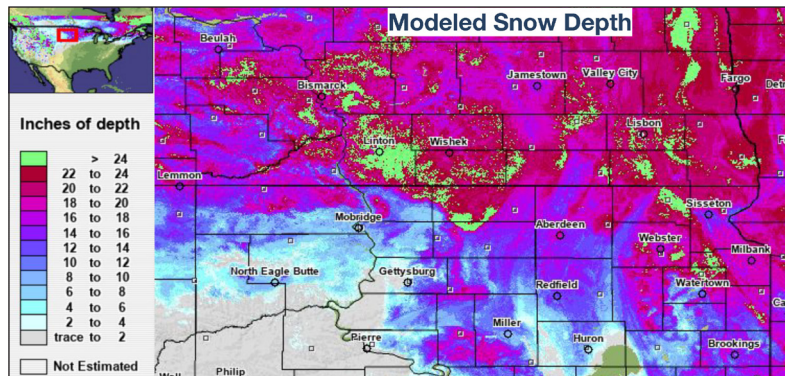 Modeled Snow Depth
Inches of depth
> 24
22 to 24
20 to 22
18 to 20
16 to 18
14 to 16
12 to 14
10 to 12
8 to 10
6 to 8
4 to 6
2 to 4
trace to 2
Not Estimated
Beulah
Bismarck
Jamestown
Valley City
Fargo
Linton
Wishek
Lisbon
Lemmon
Mobridge
Aberdeen
Sisseton
Webster
Milbank
North Eagle Butte
Gettysburg
Redfield
Watertown
Pierre
Miller
Huron
Brookings
Philip